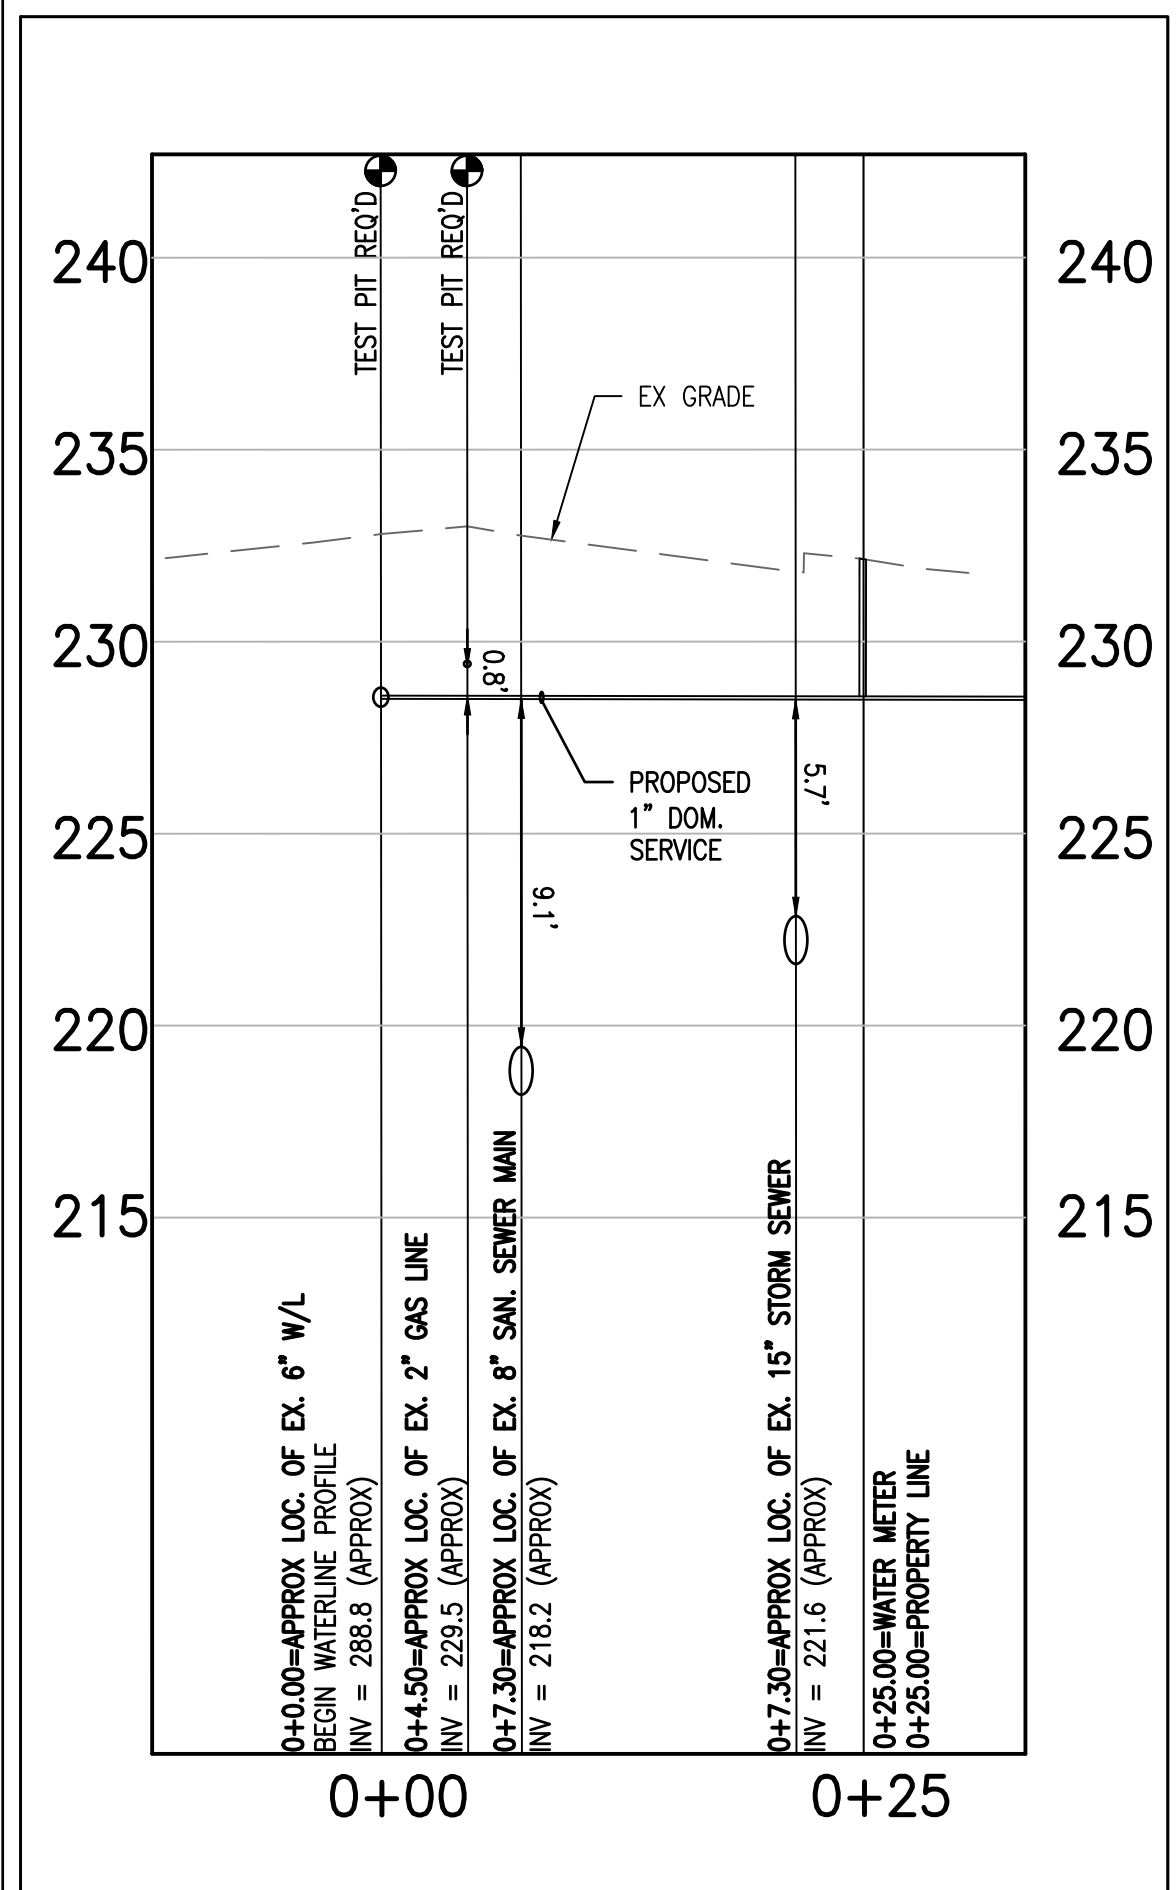 TEST PIT REQ'D
TEST PIT REQ'D
240
240
EX GRADE
235
235
230
230
0.8'
PROPOSED
1" DOM.
SERVICE
5.7'
225
225
9.1'
220
220
215
215
0+0.00=APPROX LOC. OF EX. 6" W/L
BEGIN WATERLINE PROFILE
INV = 288.8 (APPROX)
0+4.50=APPROX LOC. OF EX. 2" GAS LINE
INV = 229.5 (APPROX)
0+7.30=APPROX LOC. OF EX. 8" SAN. SEWER MAIN
INV = 218.2 (APPROX)
0+7.30=APPROX LOC. OF EX. 15" STORM SEWER
INV = 221.6 (APPROX)
0+25.00=WATER METER
0+25.00=PROPERTY LINE
0+00
0+25